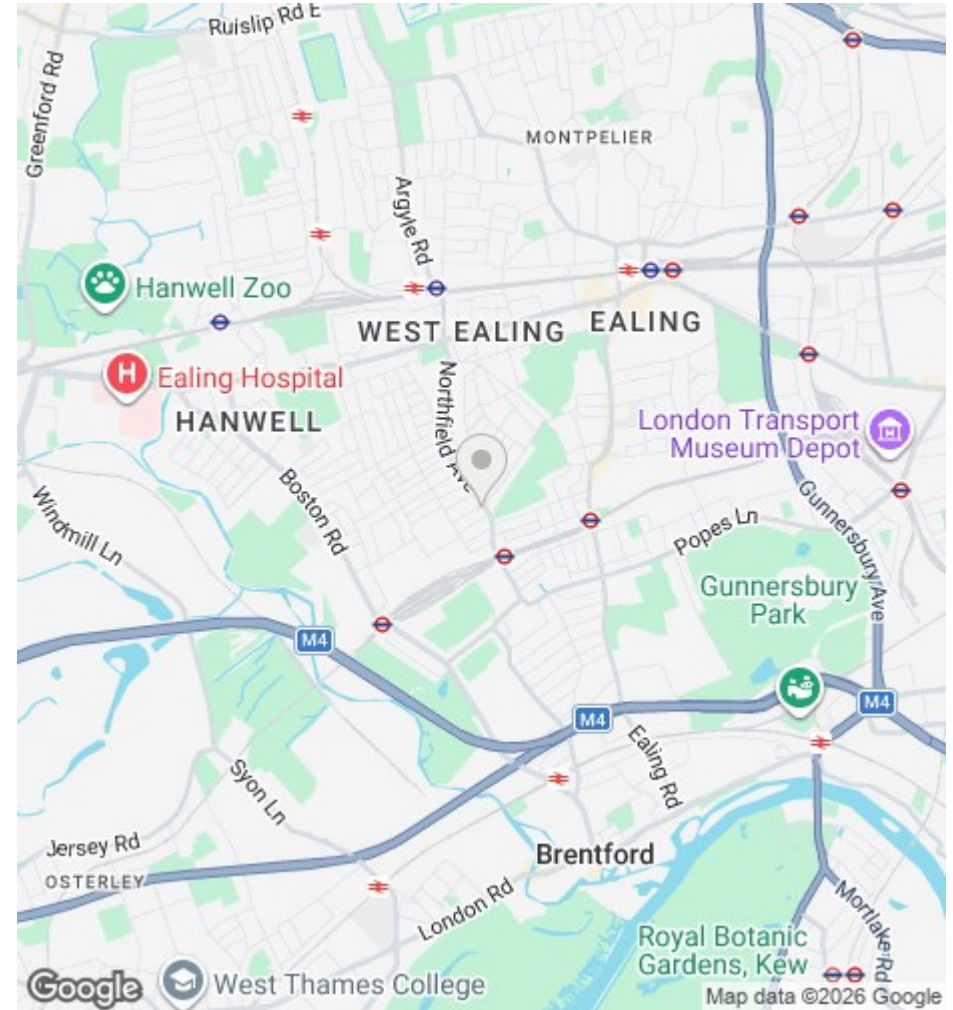 Ruislip Rd E
Greenford Rd
MONTPELIER
Argyle Rd
Hanwell Zoo
WEST EALING
EALING
H
Ealing Hospital
HANWELL
Northfield Ave
London Transport
Museum Depot
Boston Rd
Windmill Ln
Popes Ln
Gunnersbury Ave
Gunnersbury
Park
M4
M4
M4
Ealing Rd
Syon Ln
Jersey Rd
OSTERLEY
Brentford
London Rd
Mortlake Rd
Royal Botanic
Gardens, Kew
Google
West Thames College
Map data ©2026 Google